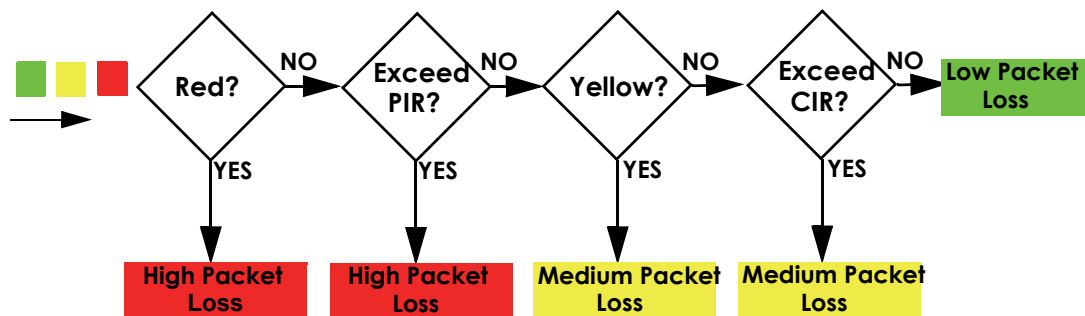 Red?
NO
Exceed
PIR?
NO
Yellow?
NO
Exceed
CIR?
NO
Low Packet
Loss
YES
YES
YES
YES
High Packet
Loss
High Packet
Loss
Medium Packet
Loss
Medium Packet
Loss